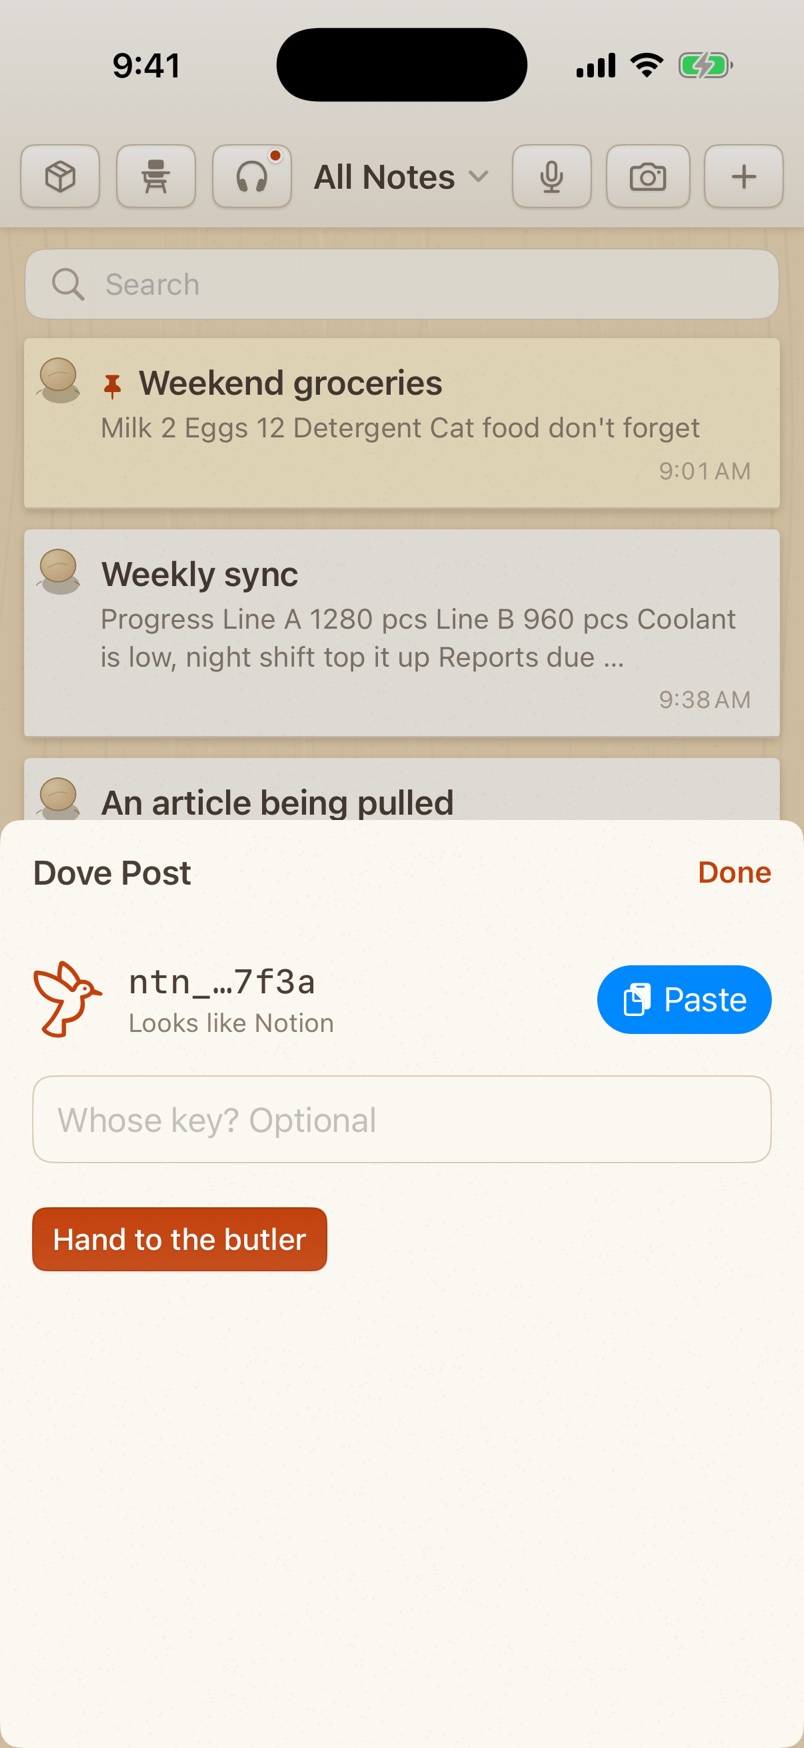 9:41
All Notes
Search
Weekend groceries
Milk 2 Eggs 12 Detergent Cat food don't forget
9:01 AM
Weekly sync
Progress Line A 1280 pcs Line B 960 pcs Coolant
is low, night shift top it up Reports due ...
9:38 AM
An article being pulled
Dove Post
Done
ntn_…7f3a
Looks like Notion
Paste
Whose key? Optional
Hand to the butler